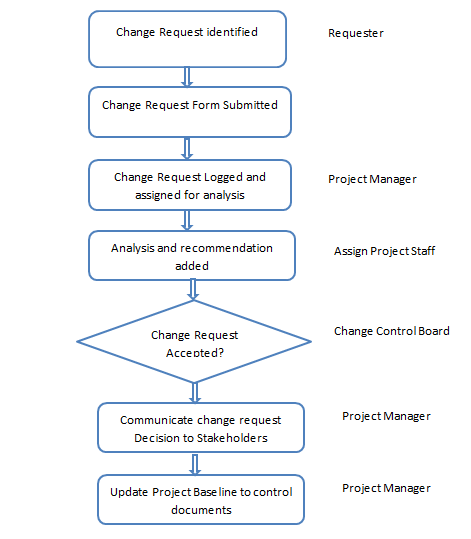 Change Request identified
Requester
Change Request Form Submitted
Change Request Logged and
assigned for analysis
Project Manager
Analysis and recommendation
added
Assign Project Staff
Change Request
Accepted?
Change Control Board
Communicate change request
Decision to Stakeholders
Project Manager
Update Project Baseline to control
documents
Project Manager